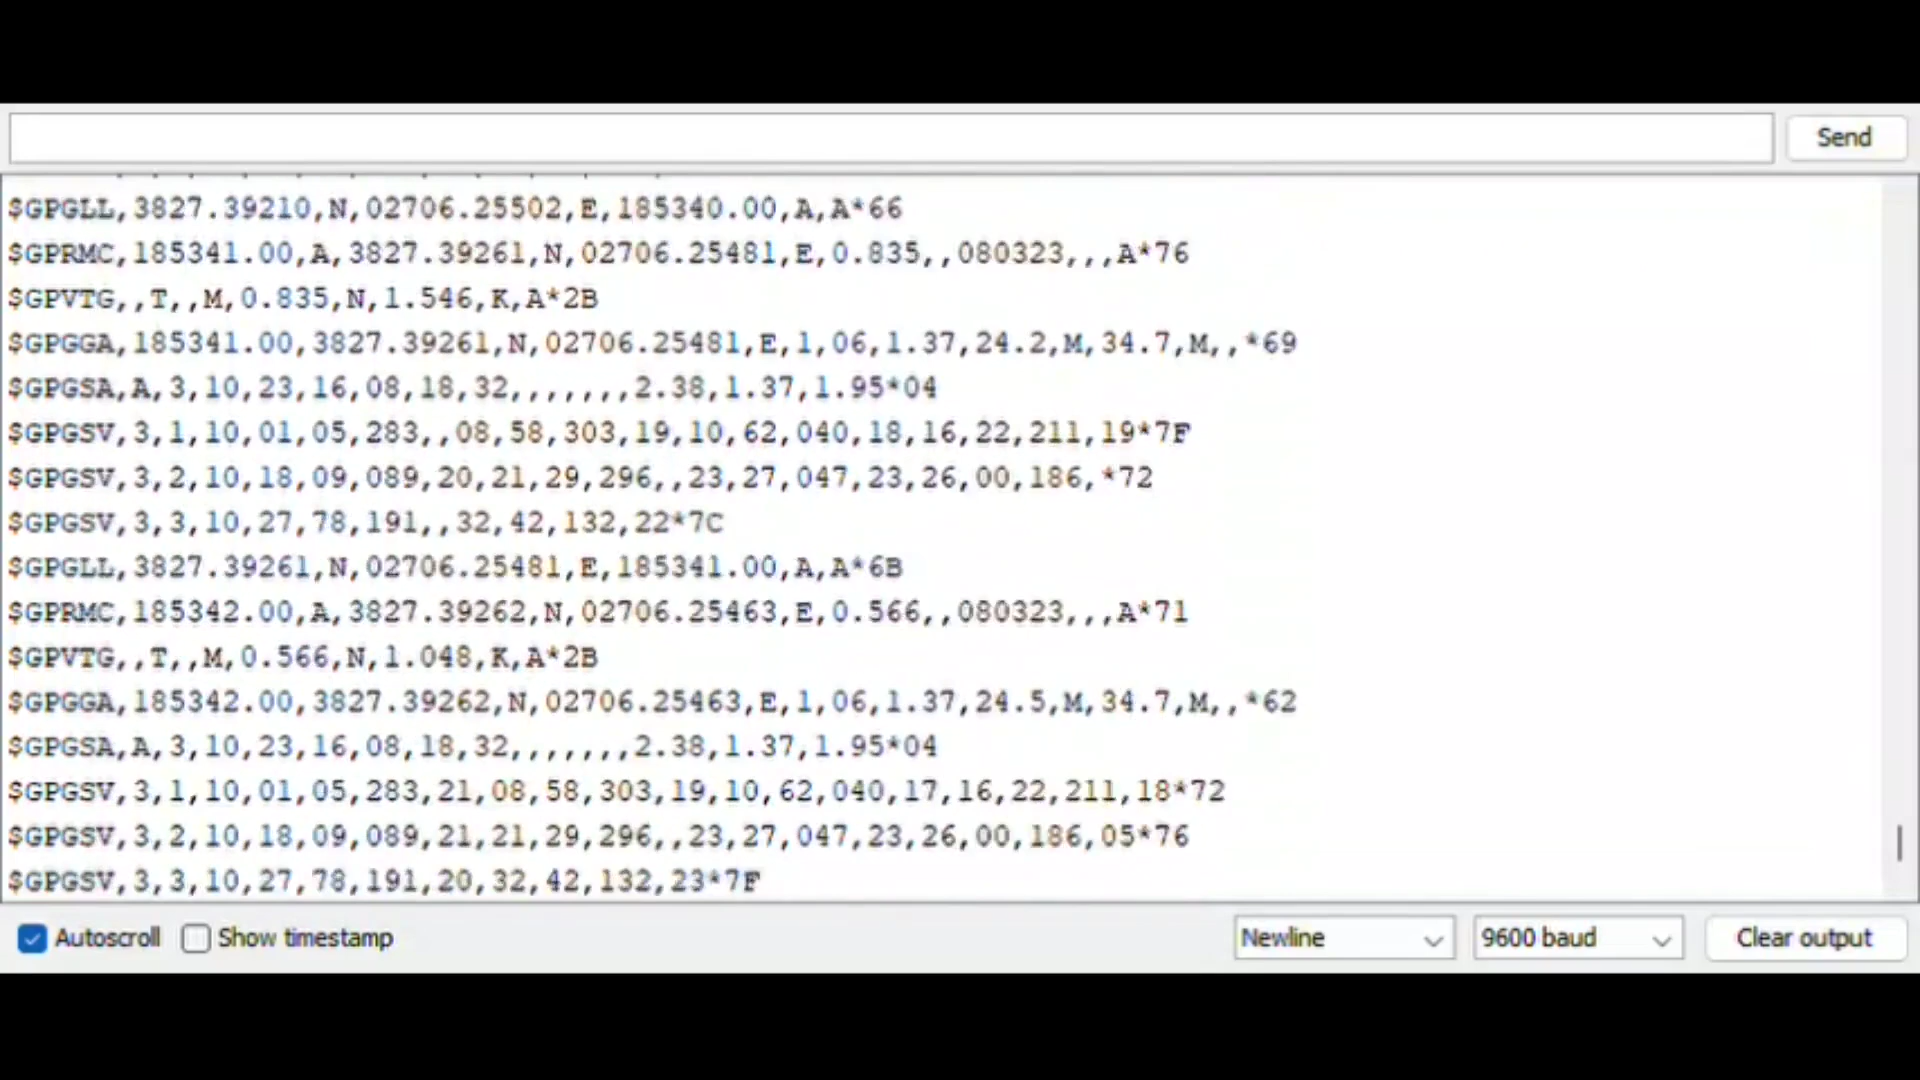 Send
$GPGLL,3827.39210,N,02706.25502,E,185340.00,A,A*66
$GPRMC,185341.00,A,3827.39261,N,02706.25481,E,0.835,,080323,,,A*76
$GPVTG,,T,,M,0.835,N,1.546,K,A*2B
$GPGGA,185341.00,3827.39261,N,02706.25481,E,1,06,1.37,24.2,M,34.7,M,,*69
$GPGSA,A,3,10,23,16,08,18,32,,,,,,,2.38,1.37,1.95*04
$GPGSV,3,1,10,01,05,283,,08,58,303,19,10,62,040,18,16,22,211,19*7F
$GPGSV,3,2,10,18,09,089,20,21,29,296,,23,27,047,23,26,00,186,*72
$GPGSV,3,3,10,27,78,191,,32,42,132,22*7C
$GPGLL,3827.39261,N,02706.25481,E,185341.00,A,A*6B
$GPRMC,185342.00,A,3827.39262,N,02706.25463,E,0.566,,080323,,,A*71
$GPVTG,,T,,M,0.566,N,1.048,K,A*2B
$GPGGA,185342.00,3827.39262,N,02706.25463,E,1,06,1.37,24.5,M,34.7,M,,*62
$GPGSA,A,3,10,23,16,08,18,32,,,,,,,2.38,1.37,1.95*04
$GPGSV,3,1,10,01,05,283,21,08,58,303,19,10,62,040,17,16,22,211,18*72
$GPGSV,3,2,10,18,09,089,21,21,29,296,,23,27,047,23,26,00,186,05*76
$GPGSV,3,3,10,27,78,191,20,32,42,132,23*7F
Autoscroll Show timestamp Newline 9600 baud Clear output